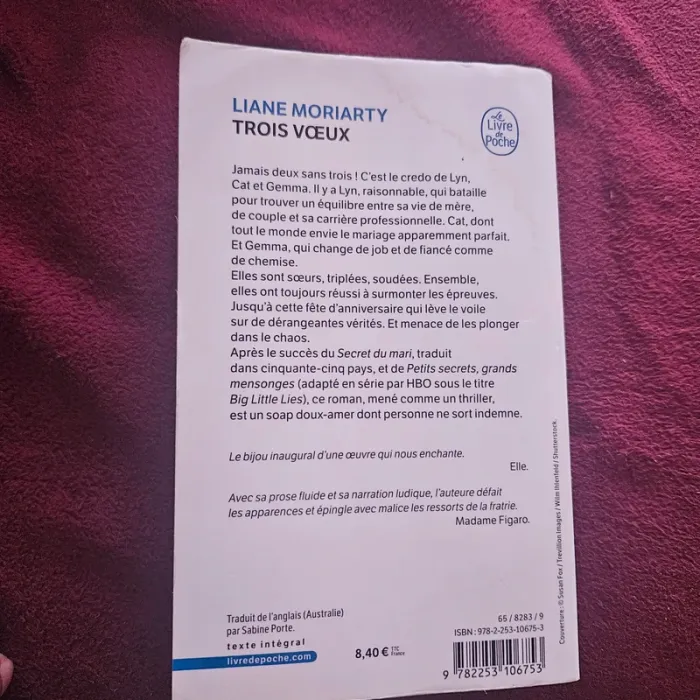 LIANE MORIARTY
TROIS VŒUX
Le
Livre
de
Poche
Jamais deux sans trois ! C'est le credo de Lyn,
Cat et Gemma. Il y a Lyn, raisonnable, qui bataille
pour trouver un équilibre entre sa vie de mère,
de couple et sa carrière professionnelle. Cat, dont
tout le monde envie le mariage apparemment parfait.
Et Gemma, qui change de job et de fiancé comme
de chemise.
Elles sont sœurs, triplées, soudées. Ensemble,
elles ont toujours réussi à surmonter les épreuves.
Jusqu'à cette fête d'anniversaire qui lève le voile
sur de dérangeantes vérités. Et menace de les plonger
dans le chaos.
Après le succès du Secret du mari, traduit
dans cinquante-cinq pays, et de Petits secrets, grands
mensonges (adapté en série par HBO sous le titre
Big Little Lies), ce roman, mené comme un thriller,
est un soap doux-amer dont personne ne sort indemne.
Le bijou inaugural d'une œuvre qui nous enchante.
Elle.
Avec sa prose fluide et sa narration ludique, l'auteure défait
les apparences et épingle avec malice les ressorts de la fratrie.
Madame Figaro.
Couverture : © Susan Fox / Trevillion Images / / Shutterstock.
Traduit de l'anglais (Australie)
par Sabine Porte.
texte intégral
livredepoche.com
8,40 € TTC
France
65 / 8283 / 9
ISBN : 978-2-253-10675-3
9 782253 106753